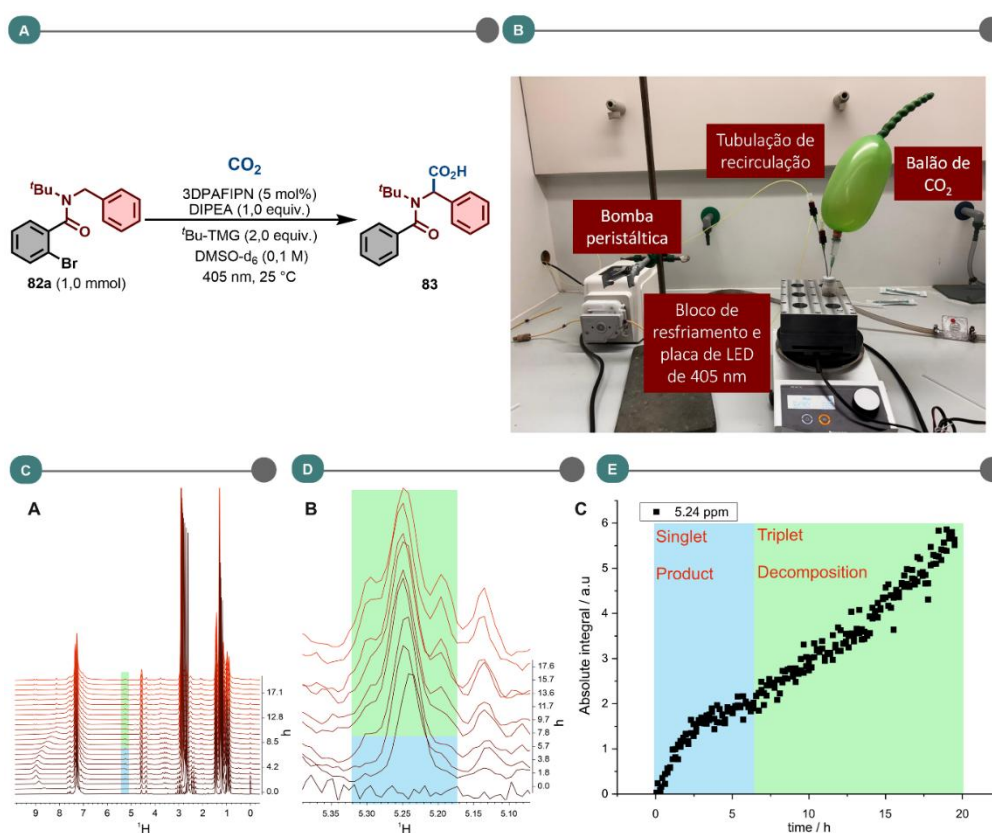 A
CO₂
3DPAFIPN (5 mol%)
DIPEA (1,0 equiv.)
ᵗBu-TMG (2,0 equiv.)
DMSO-d₆ (0,1 M)
405 nm, 25 °C
ᵗBu
N
O
Br
82a (1,0 mmol)
CO₂H
ᵗBu
N
O
83
B
Tubulação de
recirculação
Balão de
CO₂
Bomba
peristáltica
Bloco de
resfriamento e
placa de LED
de 405 nm
C
A
17.1
12.8
8.5
4.2
0.0
h
9 8 7 6 5 4 3 2 1 0
¹H
D
B
17.6
15.7
13.6
11.7
9.7
7.8
5.7
3.8
1.8
0.0
h
5.35 5.30 5.25 5.20 5.15 5.10
¹H
E
C
5.24 ppm
Singlet Triplet
Product Decomposition
Absolute integral / a.u
6
5
4
3
2
1
0
0 5 10 15 20
time / h